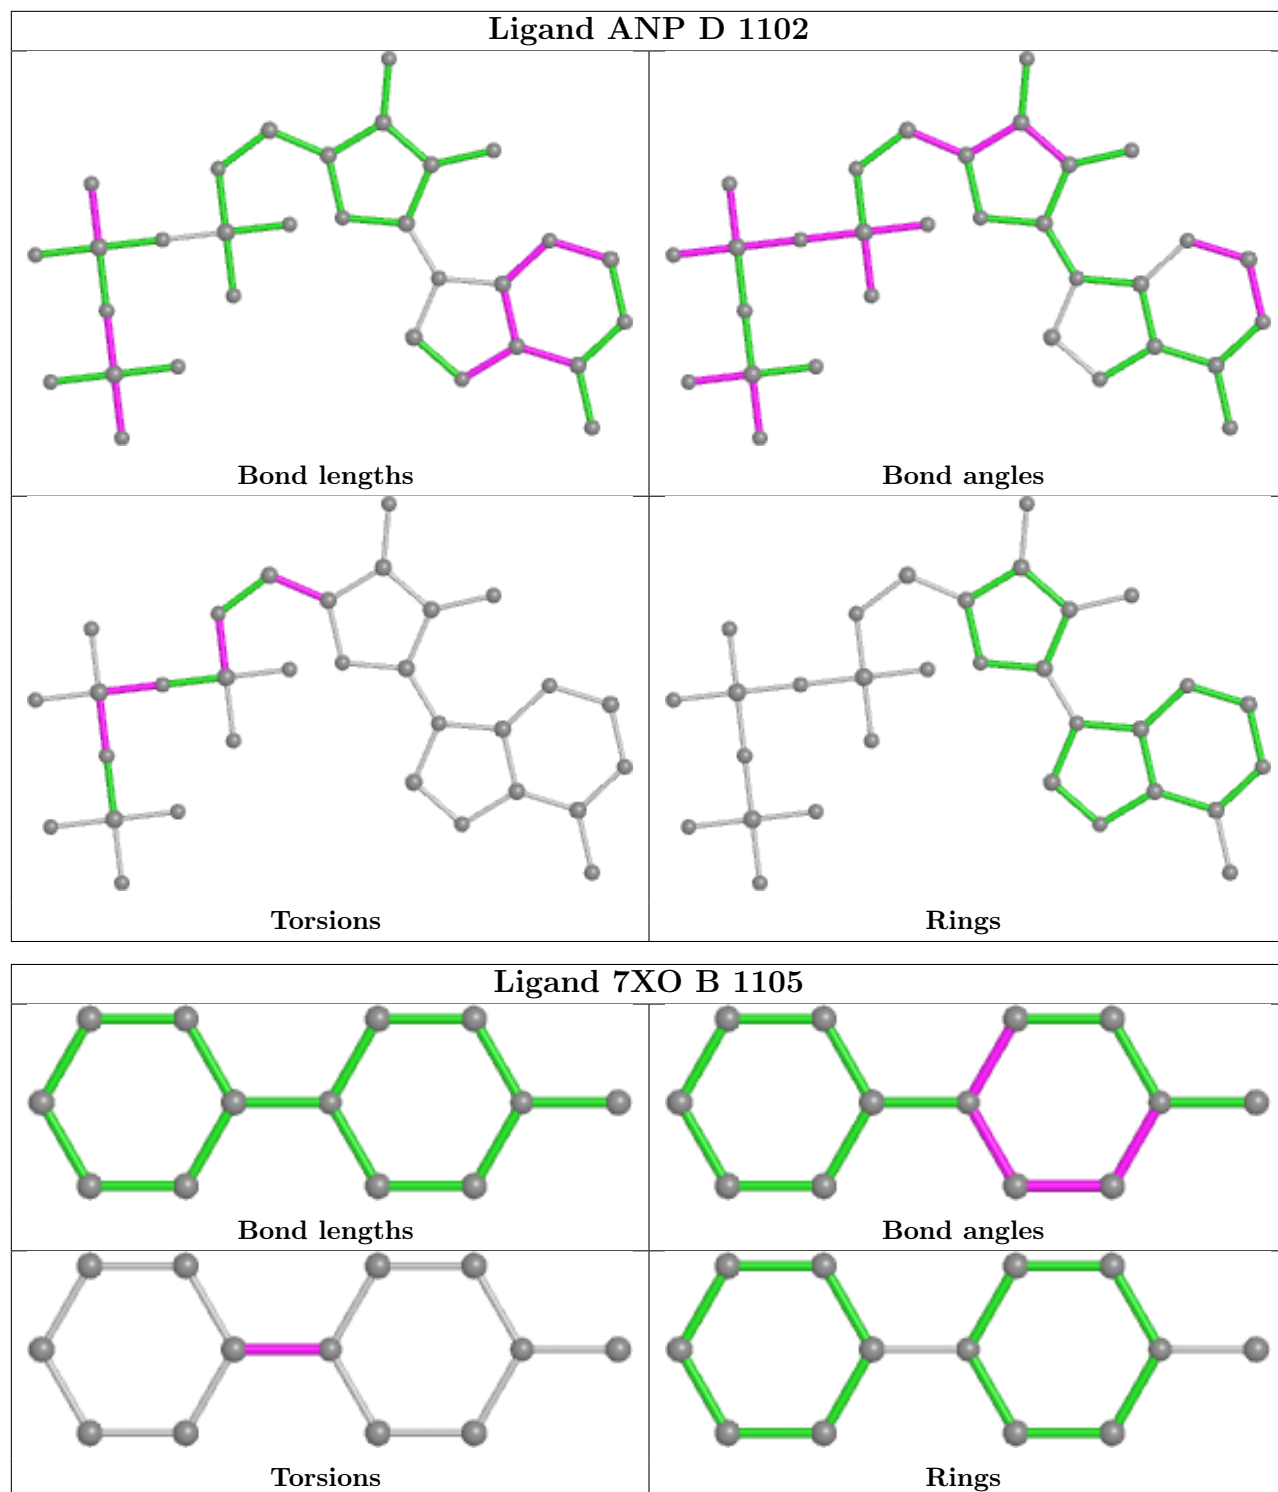 Ligand ANP D 1102
Bond lengths
Bond angles
Torsions
Rings
Ligand 7XO B 1105
Bond lengths
Bond angles
Torsions
Rings